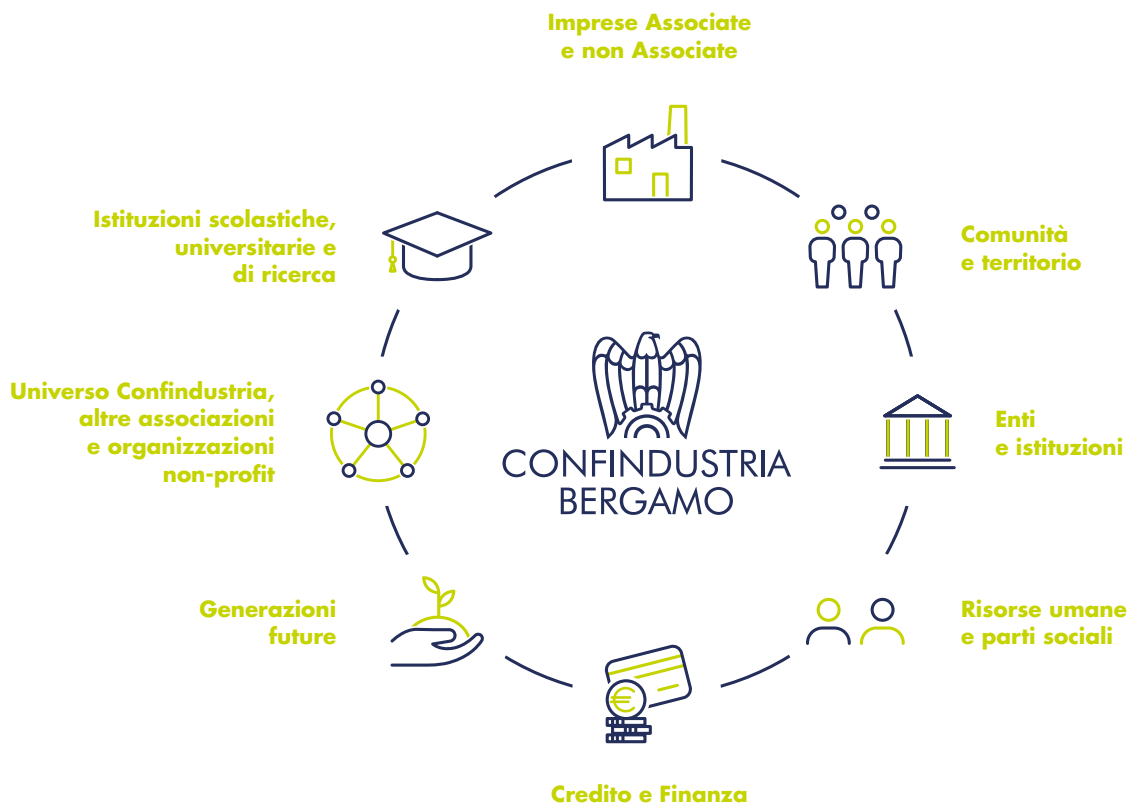 Imprese Associate
e non Associate
Istituzioni scolastiche,
universitarie e
di ricerca
Comunità
e territorio
Universo Confindustria,
altre associazioni
e organizzazioni
non-profit
CONFINDUSTRIA
BERGAMO
Enti
e istituzioni
Generazioni
future
Risorse umane
e parti sociali
€
Credito e Finanza